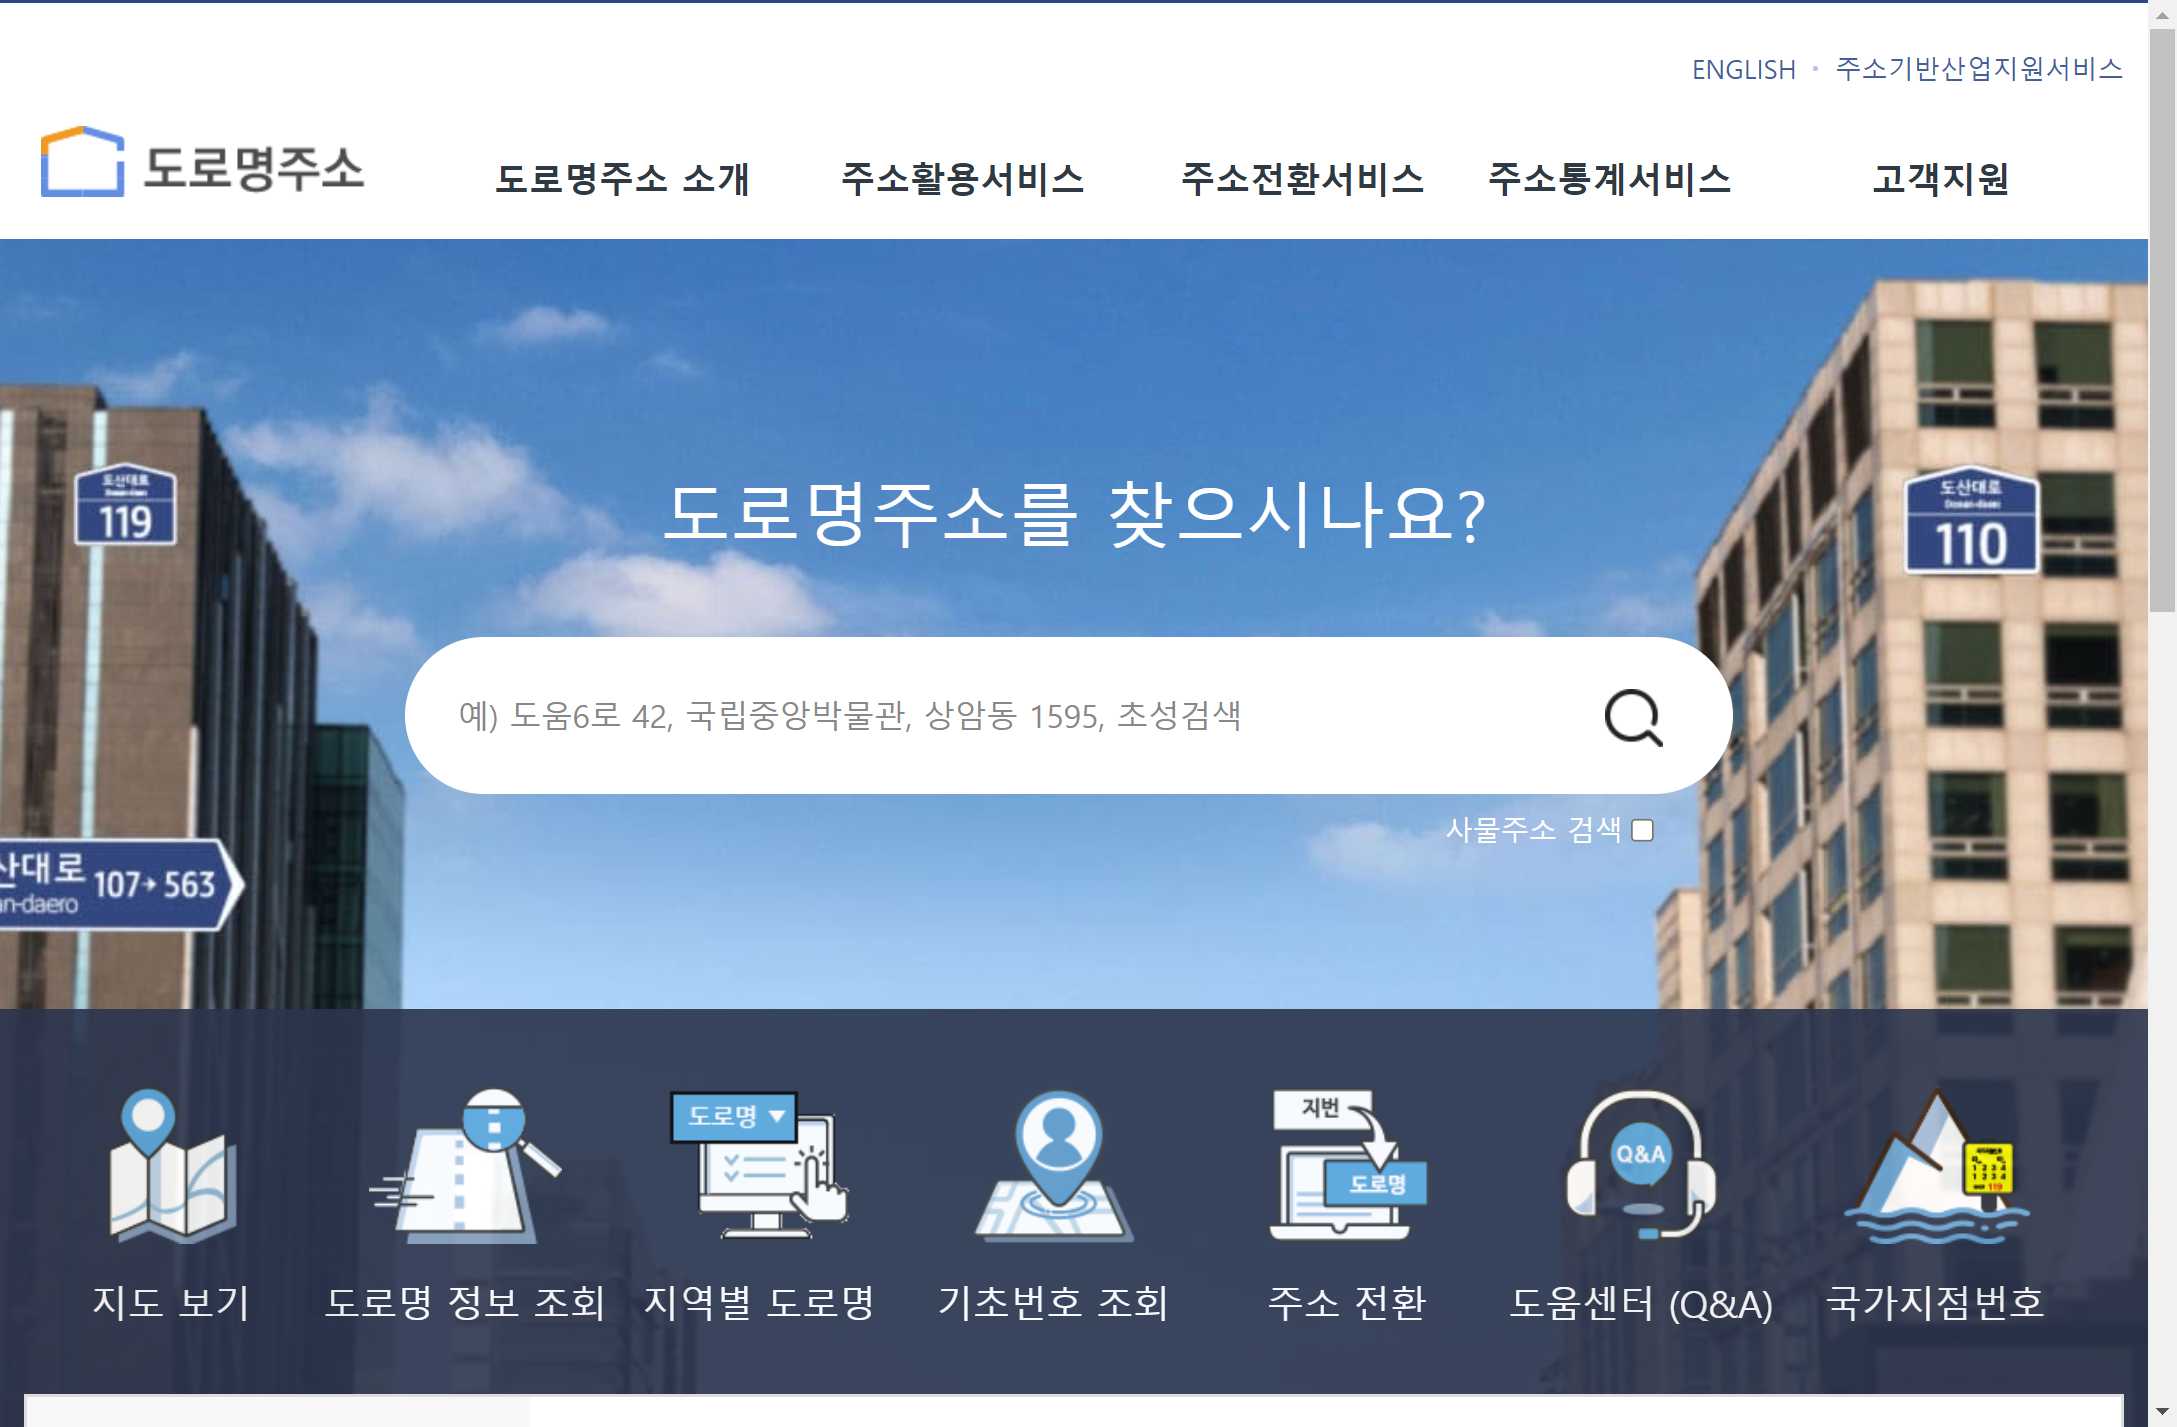 ENGLISH
주소기반산업지원서비스
도로명주소
도로명주소 소개
주소활용서비스
주소전환서비스
주소통계서비스
고객지원
도로명주소를 찾으시나요?
도산대로
119
도산대로
Dosan-daero
110
예) 도움6로 42, 국립중앙박물관, 상암동 1595, 초성검색
사물주소 검색
산대로 107→563
an-daero
도로명
지번
도로명
Q&A
119
지도 보기
도로명 정보 조회
지역별 도로명
기초번호 조회
주소 전환
도움센터 (Q&A)
국가지점번호